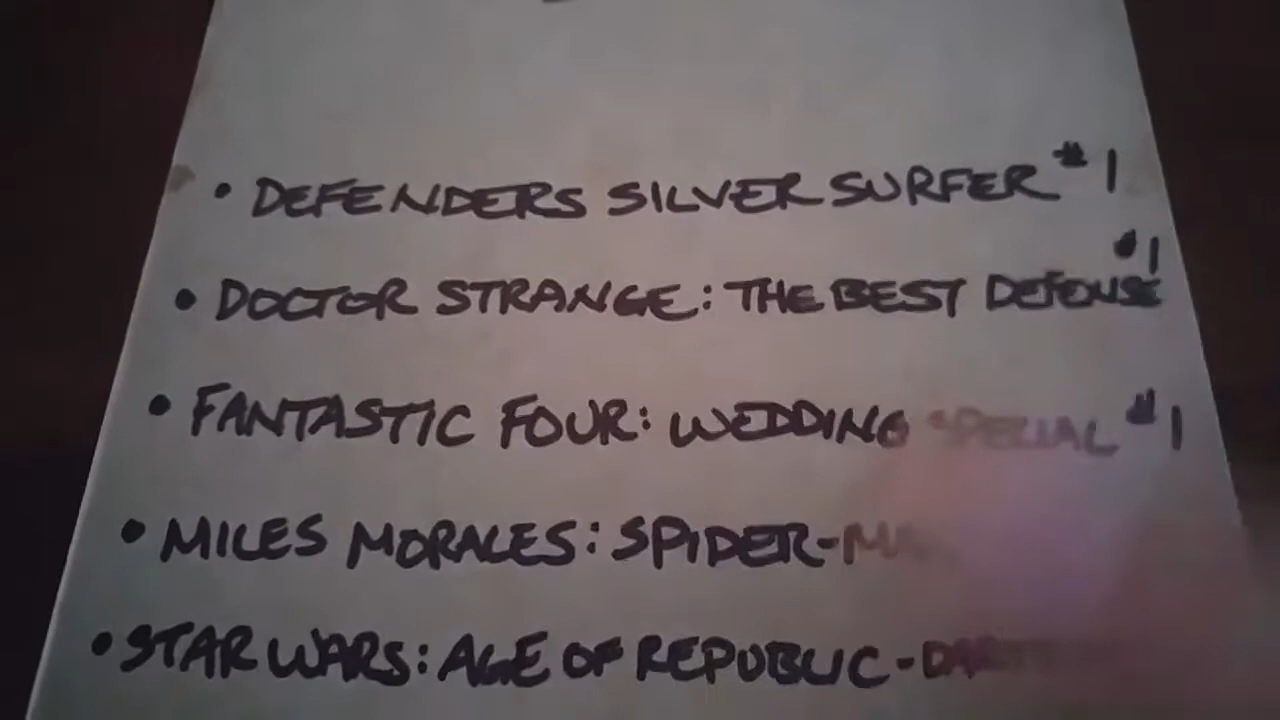 • DEFENDERS SILVER SURFER #1
• DOCTOR STRANGE: THE BEST DEFENSE #1
• FANTASTIC FOUR: WEDDING SPECIAL #1
• MILES MORALES: SPIDER-
• STAR WARS: AGE OF REPUBLIC -